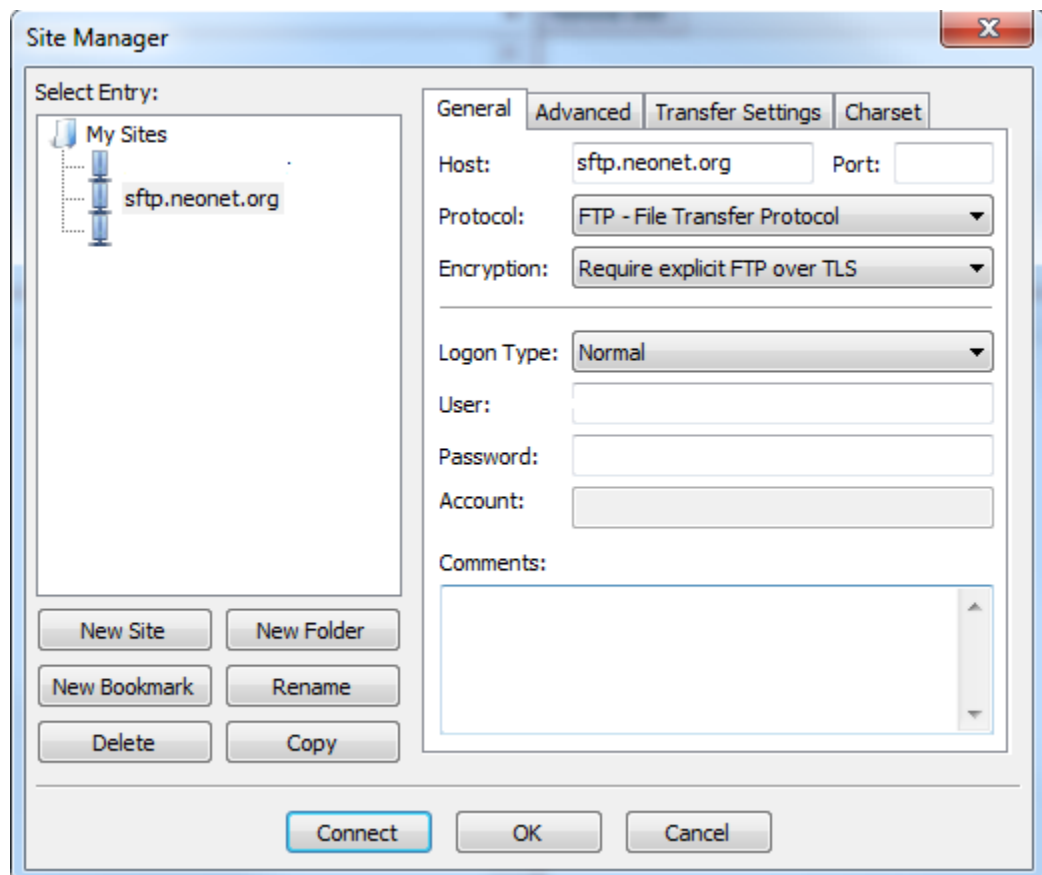 Site Manager
Select Entry:
My Sites
sftp.neonet.org
New Site
New Folder
New Bookmark
Rename
Delete
Copy
General
Advanced
Transfer Settings
Charset
Host:
sftp.neonet.org
Port:
Protocol:
FTP - File Transfer Protocol
Encryption:
Require explicit FTP over TLS
Logon Type:
Normal
User:
Password:
Account:
Comments:
Connect
OK
Cancel